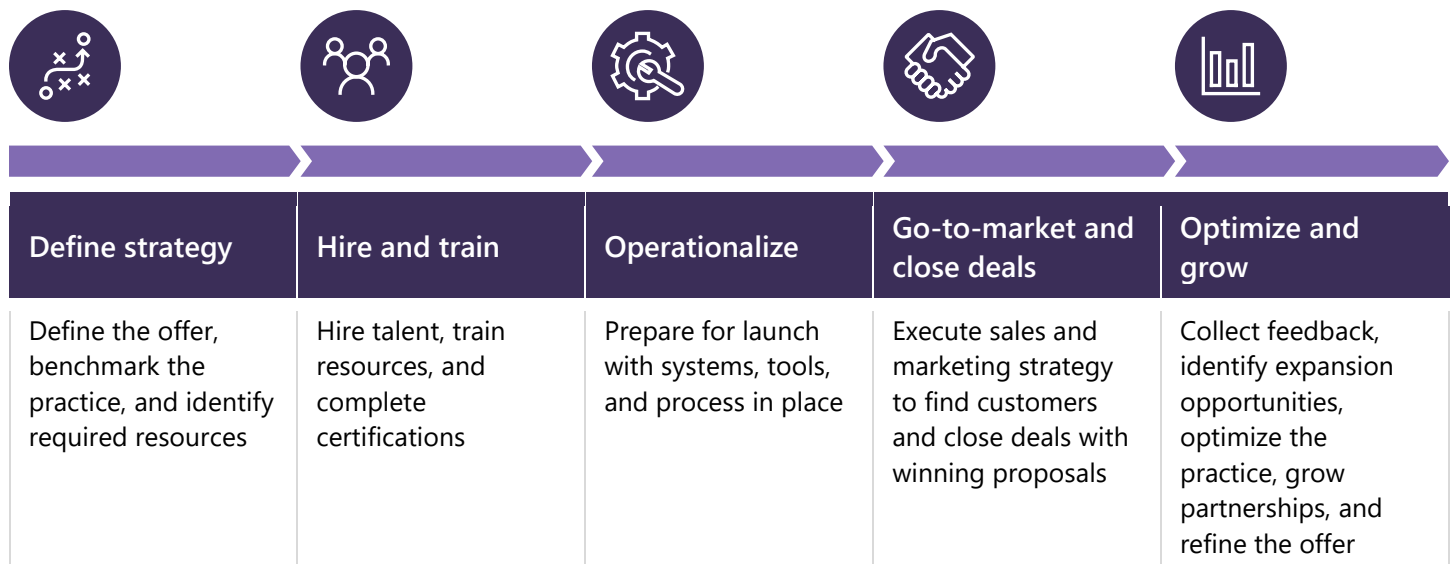 Define strategy
Hire and train
Operationalize
Go-to-market and
close deals
Optimize and
grow
Define the offer,
benchmark the
practice, and identify
required resources
Hire talent, train
resources, and
complete
certifications
Prepare for launch
with systems, tools,
and process in place
Execute sales and
marketing strategy
to find customers
and close deals with
winning proposals
Collect feedback,
identify expansion
opportunities,
optimize the
practice, grow
partnerships, and
refine the offer